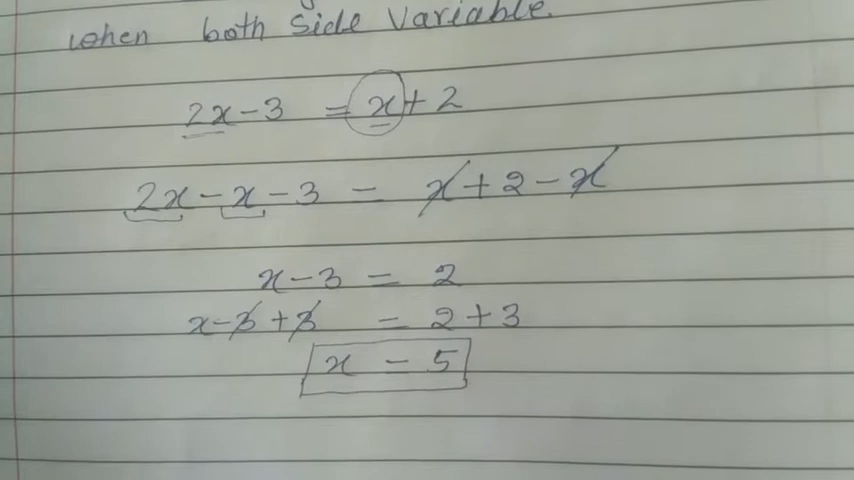 when both side variable.
2x - 3 = x + 2
2x - x - 3 = x + 2 - x
x - 3 = 2
x - 3 + 3 = 2 + 3
x - 5